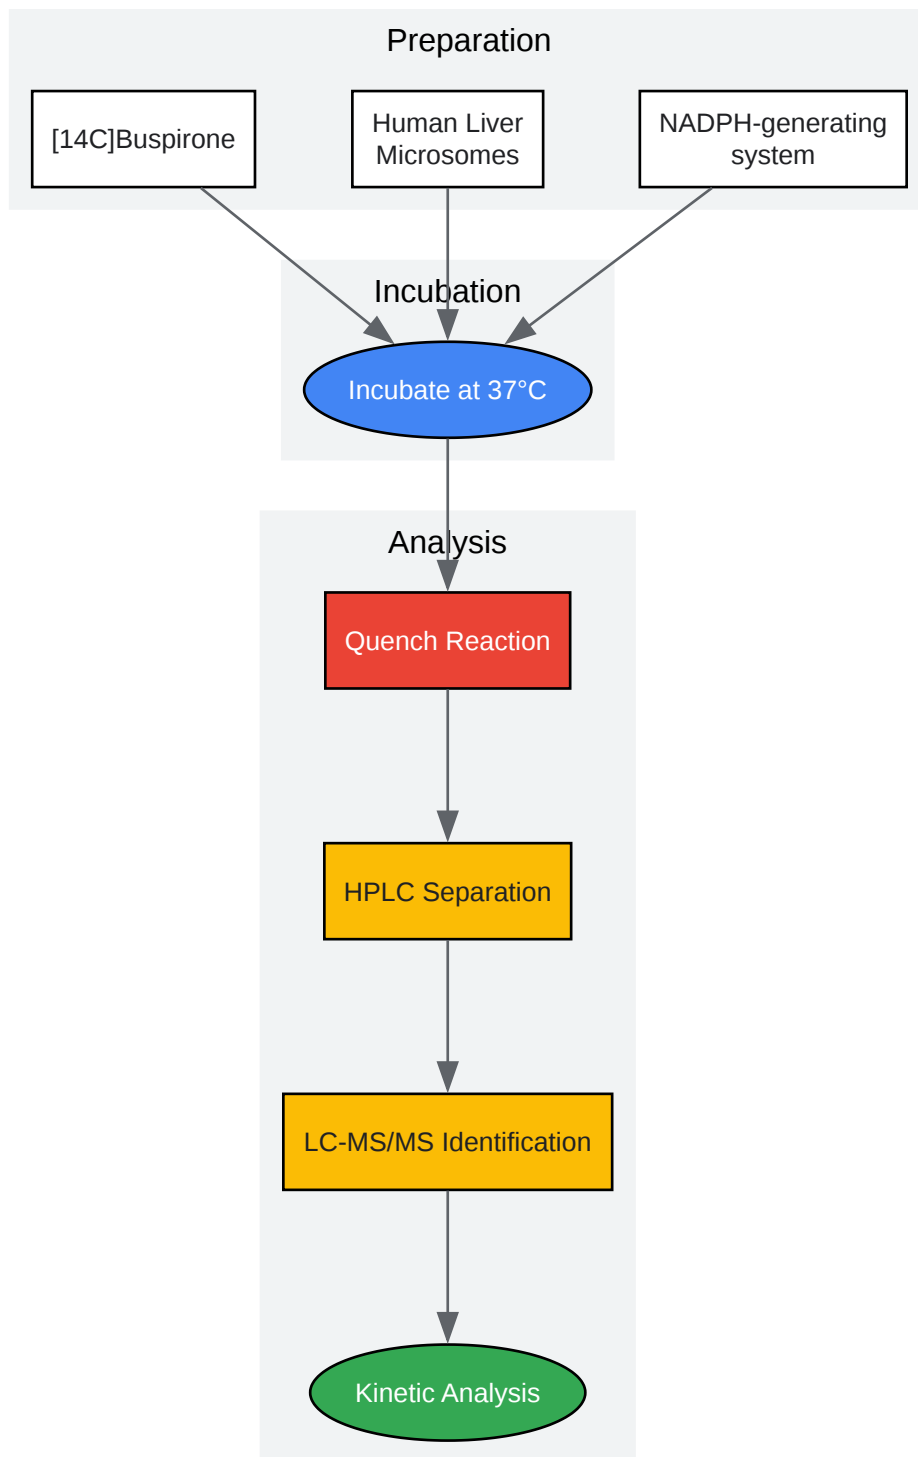 Preparation
[14C]Buspirone
Human Liver
Microsomes
NADPH-generating
system
Incubation
Incubate at 37°C
Analysis
Quench Reaction
HPLC Separation
LC-MS/MS Identification
Kinetic Analysis